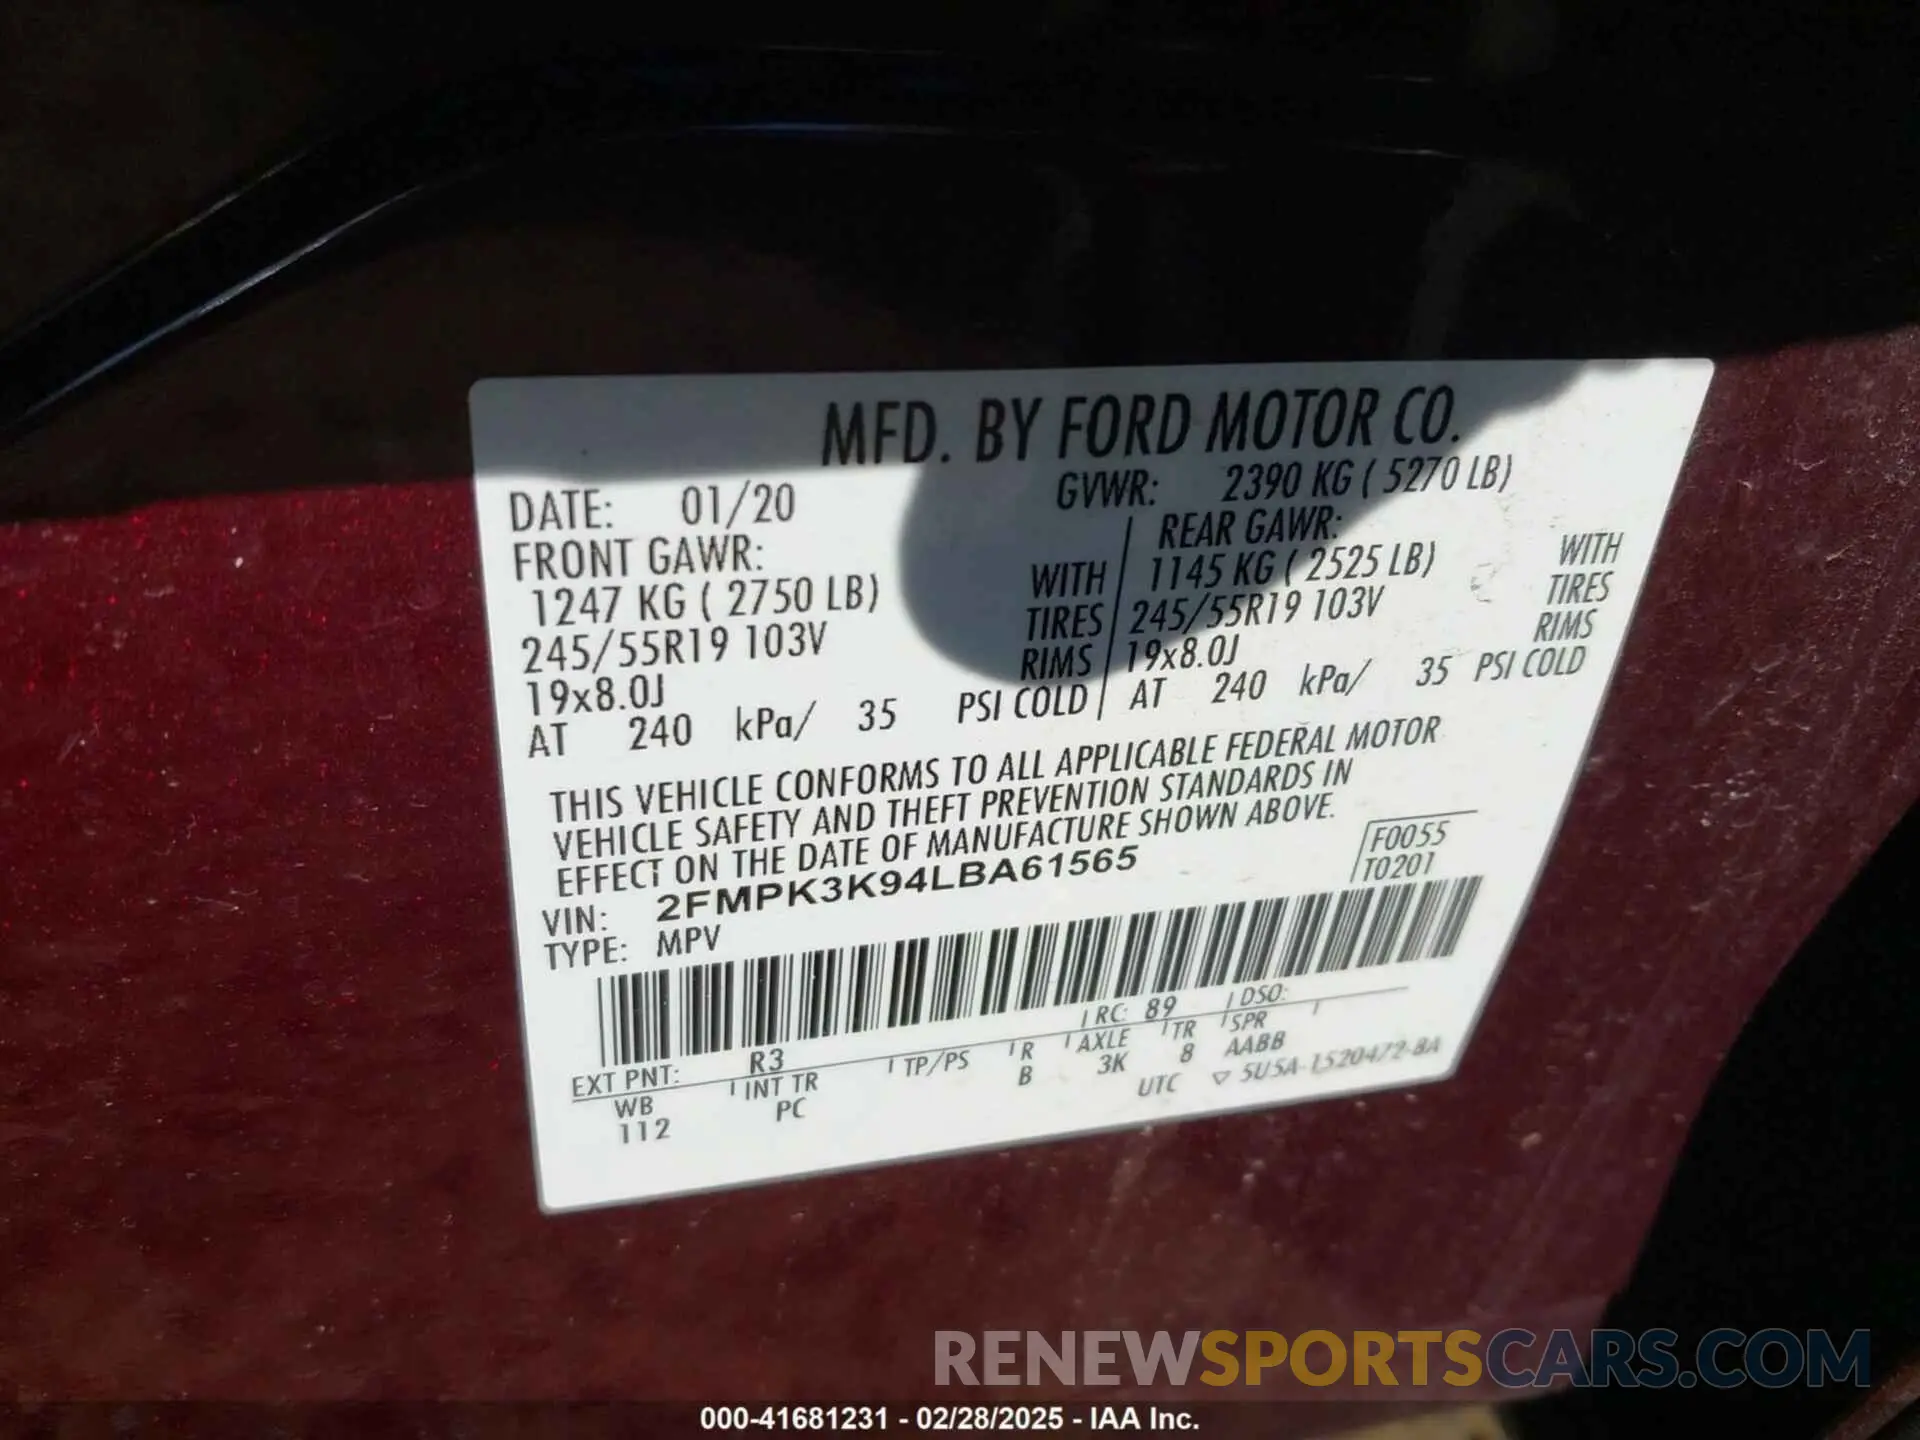 MFD. BY FORD MOTOR CO.
DATE: 01/20 GVWR: 2390 KG ( 5270 LB)
FRONT GAWR: REAR GAWR:
1247 KG ( 2750 LB) WITH 1145 KG ( 2525 LB) WITH
245/55R19 103V TIRES 245/55R19 103V TIRES
19x8.0J RIMS 19x8.0J RIMS
AT 240 kPa/ 35 PSI COLD AT 240 kPa/ 35 PSI COLD
THIS VEHICLE CONFORMS TO ALL APPLICABLE FEDERAL MOTOR
VEHICLE SAFETY AND THEFT PREVENTION STANDARDS IN
EFFECT ON THE DATE OF MANUFACTURE SHOWN ABOVE.
VIN: 2FMPK3K94LBA61565 F0055
TYPE: MPV T0201
EXT PNT: R3 RC: 89 DSO:
WB INT TR TP/PS R AXLE TR SPR
112 PC B 3K 8 AABB
UTC ▽ 5U5A-1520472-BA
RENEWSPORTSCARS.COM
000-41681231 - 02/28/2025 - IAA Inc.